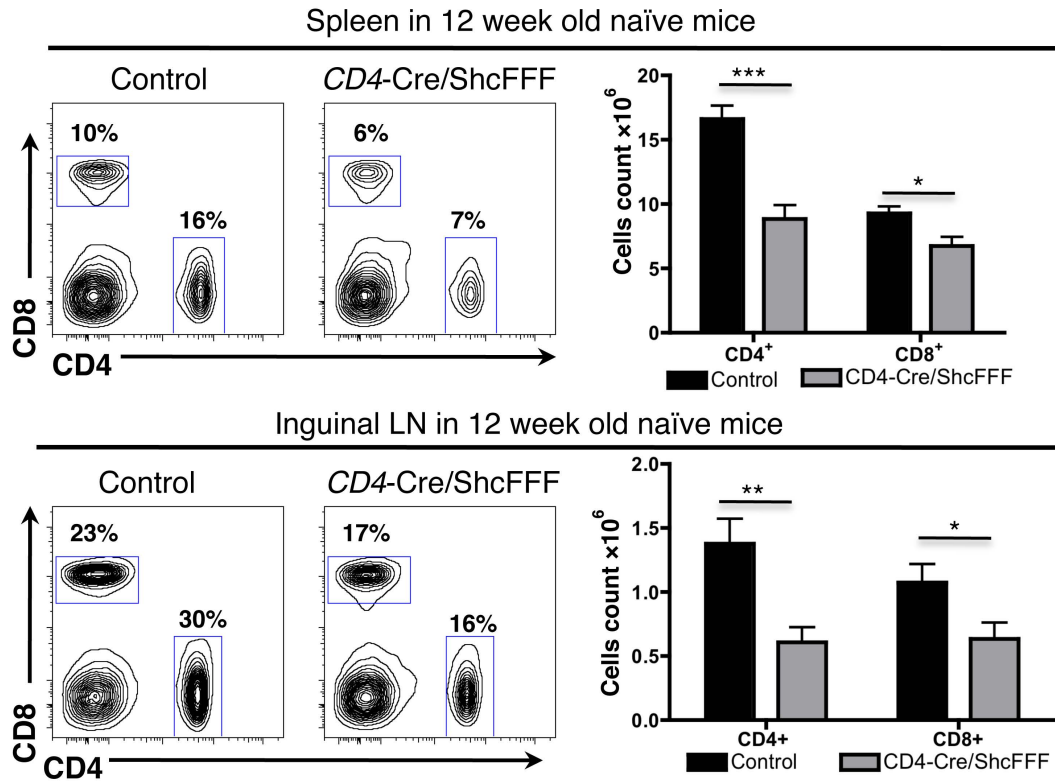 Spleen in 12 week old naïve mice
Control
CD4-Cre/ShcFFF
10%
16%
6%
7%
CD8
CD4
Cells count ×10⁶
20
15
10
5
0
***
*
CD4⁺
CD8⁺
Control
CD4-Cre/ShcFFF
Inguinal LN in 12 week old naïve mice
Control
CD4-Cre/ShcFFF
23%
30%
17%
16%
CD8
CD4
Cells count ×10⁶
2.0
1.5
1.0
0.5
0.0
**
*
CD4+
CD8+
Control
CD4-Cre/ShcFFF